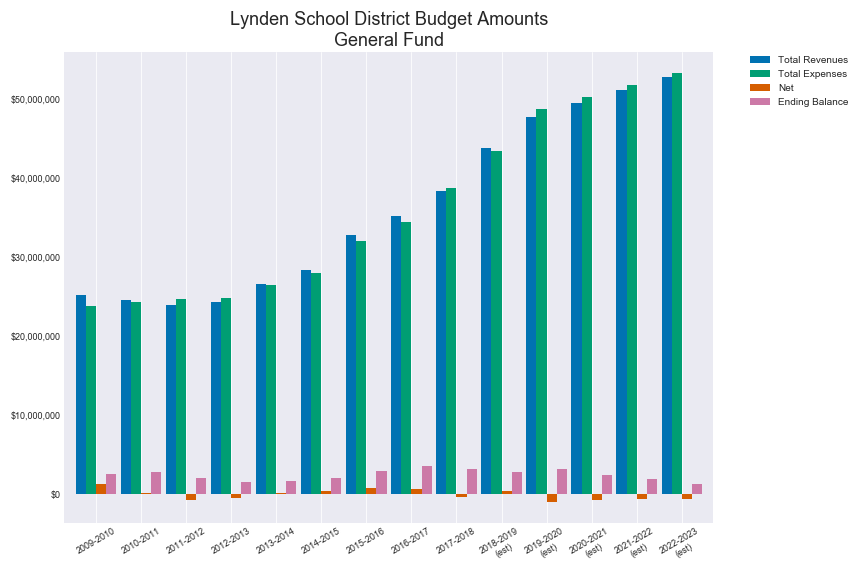 Lynden School District Budget Amounts
General Fund
Total Revenues
Total Expenses
Net
Ending Balance
$50,000,000
$40,000,000
$30,000,000
$20,000,000
$10,000,000
$0
2009-2010
2010-2011
2011-2012
2012-2013
2013-2014
2014-2015
2015-2016
2016-2017
2017-2018
2018-2019
(est)
2019-2020
(est)
2020-2021
(est)
2021-2022
(est)
2022-2023
(est)